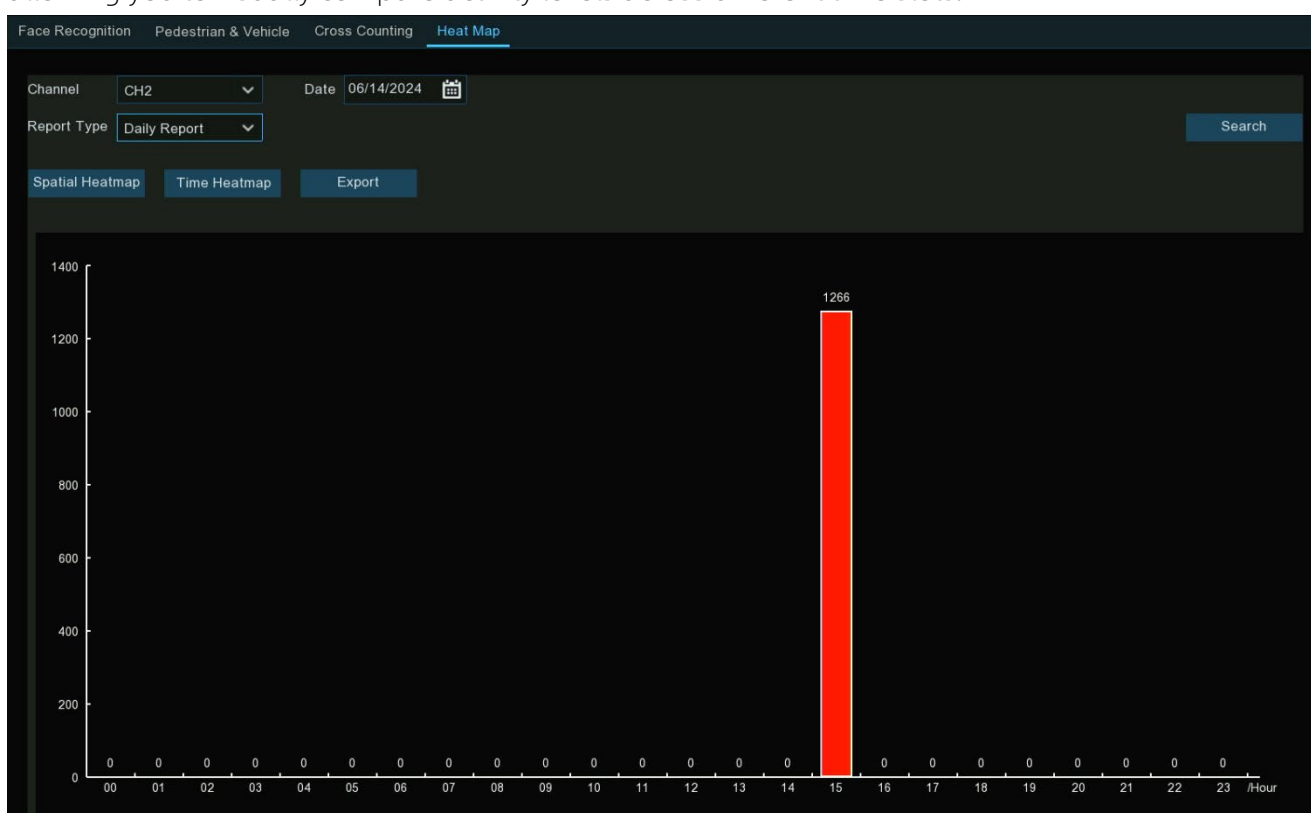 Face Recognition Pedestrian & Vehicle Cross Counting Heat Map
Channel CH2 Date 06/14/2024
Report Type Daily Report Search
Spatial Heatmap Time Heatmap Export
1400
1266
1200
1000
800
600
400
200
0 0 0 0 0 0 0 0 0 0 0 0 0 0 0 0 0 0 0 0 0 0 0
0
00 01 02 03 04 05 06 07 08 09 10 11 12 13 14 15 16 17 18 19 20 21 22 23 /Hour